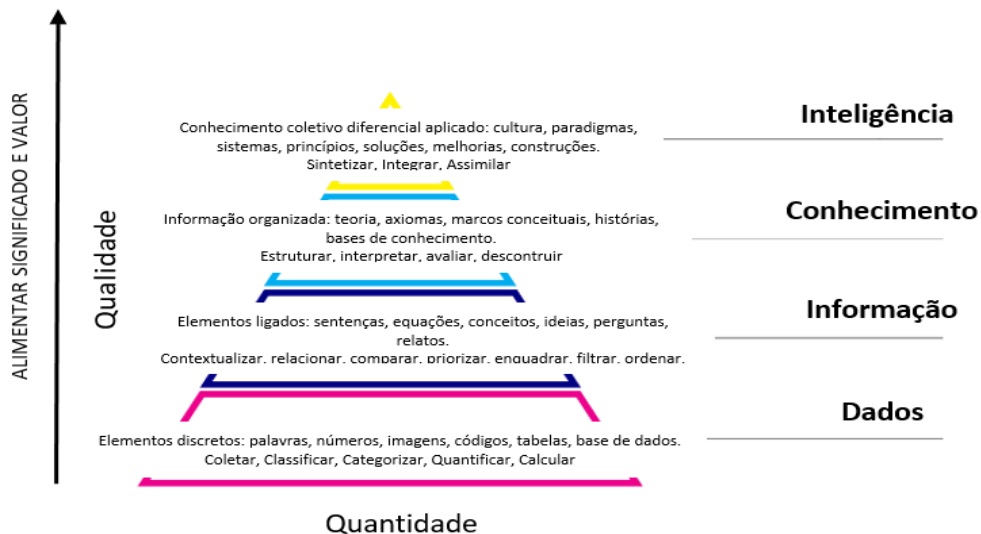 ALIMENTAR SIGNIFICADO E VALOR
Qualidade
Conhecimento coletivo diferencial aplicado: cultura, paradigmas,
sistemas, princípios, soluções, melhorias, construções.
Sintetizar, Integrar, Assimilar
Inteligência
Informação organizada: teoria, axiomas, marcos conceituais, histórias,
bases de conhecimento.
Estruturar, interpretar, avaliar, descontruir
Conhecimento
Elementos ligados: sentenças, equações, conceitos, ideias, perguntas,
relatos.
Contextualizar, relacionar, comparar, priorizar, enquadrar, filtrar, ordenar.
Informação
Elementos discretos: palavras, números, imagens, códigos, tabelas, base de dados.
Coletar, Classificar, Categorizar, Quantificar, Calcular
Dados
Quantidade